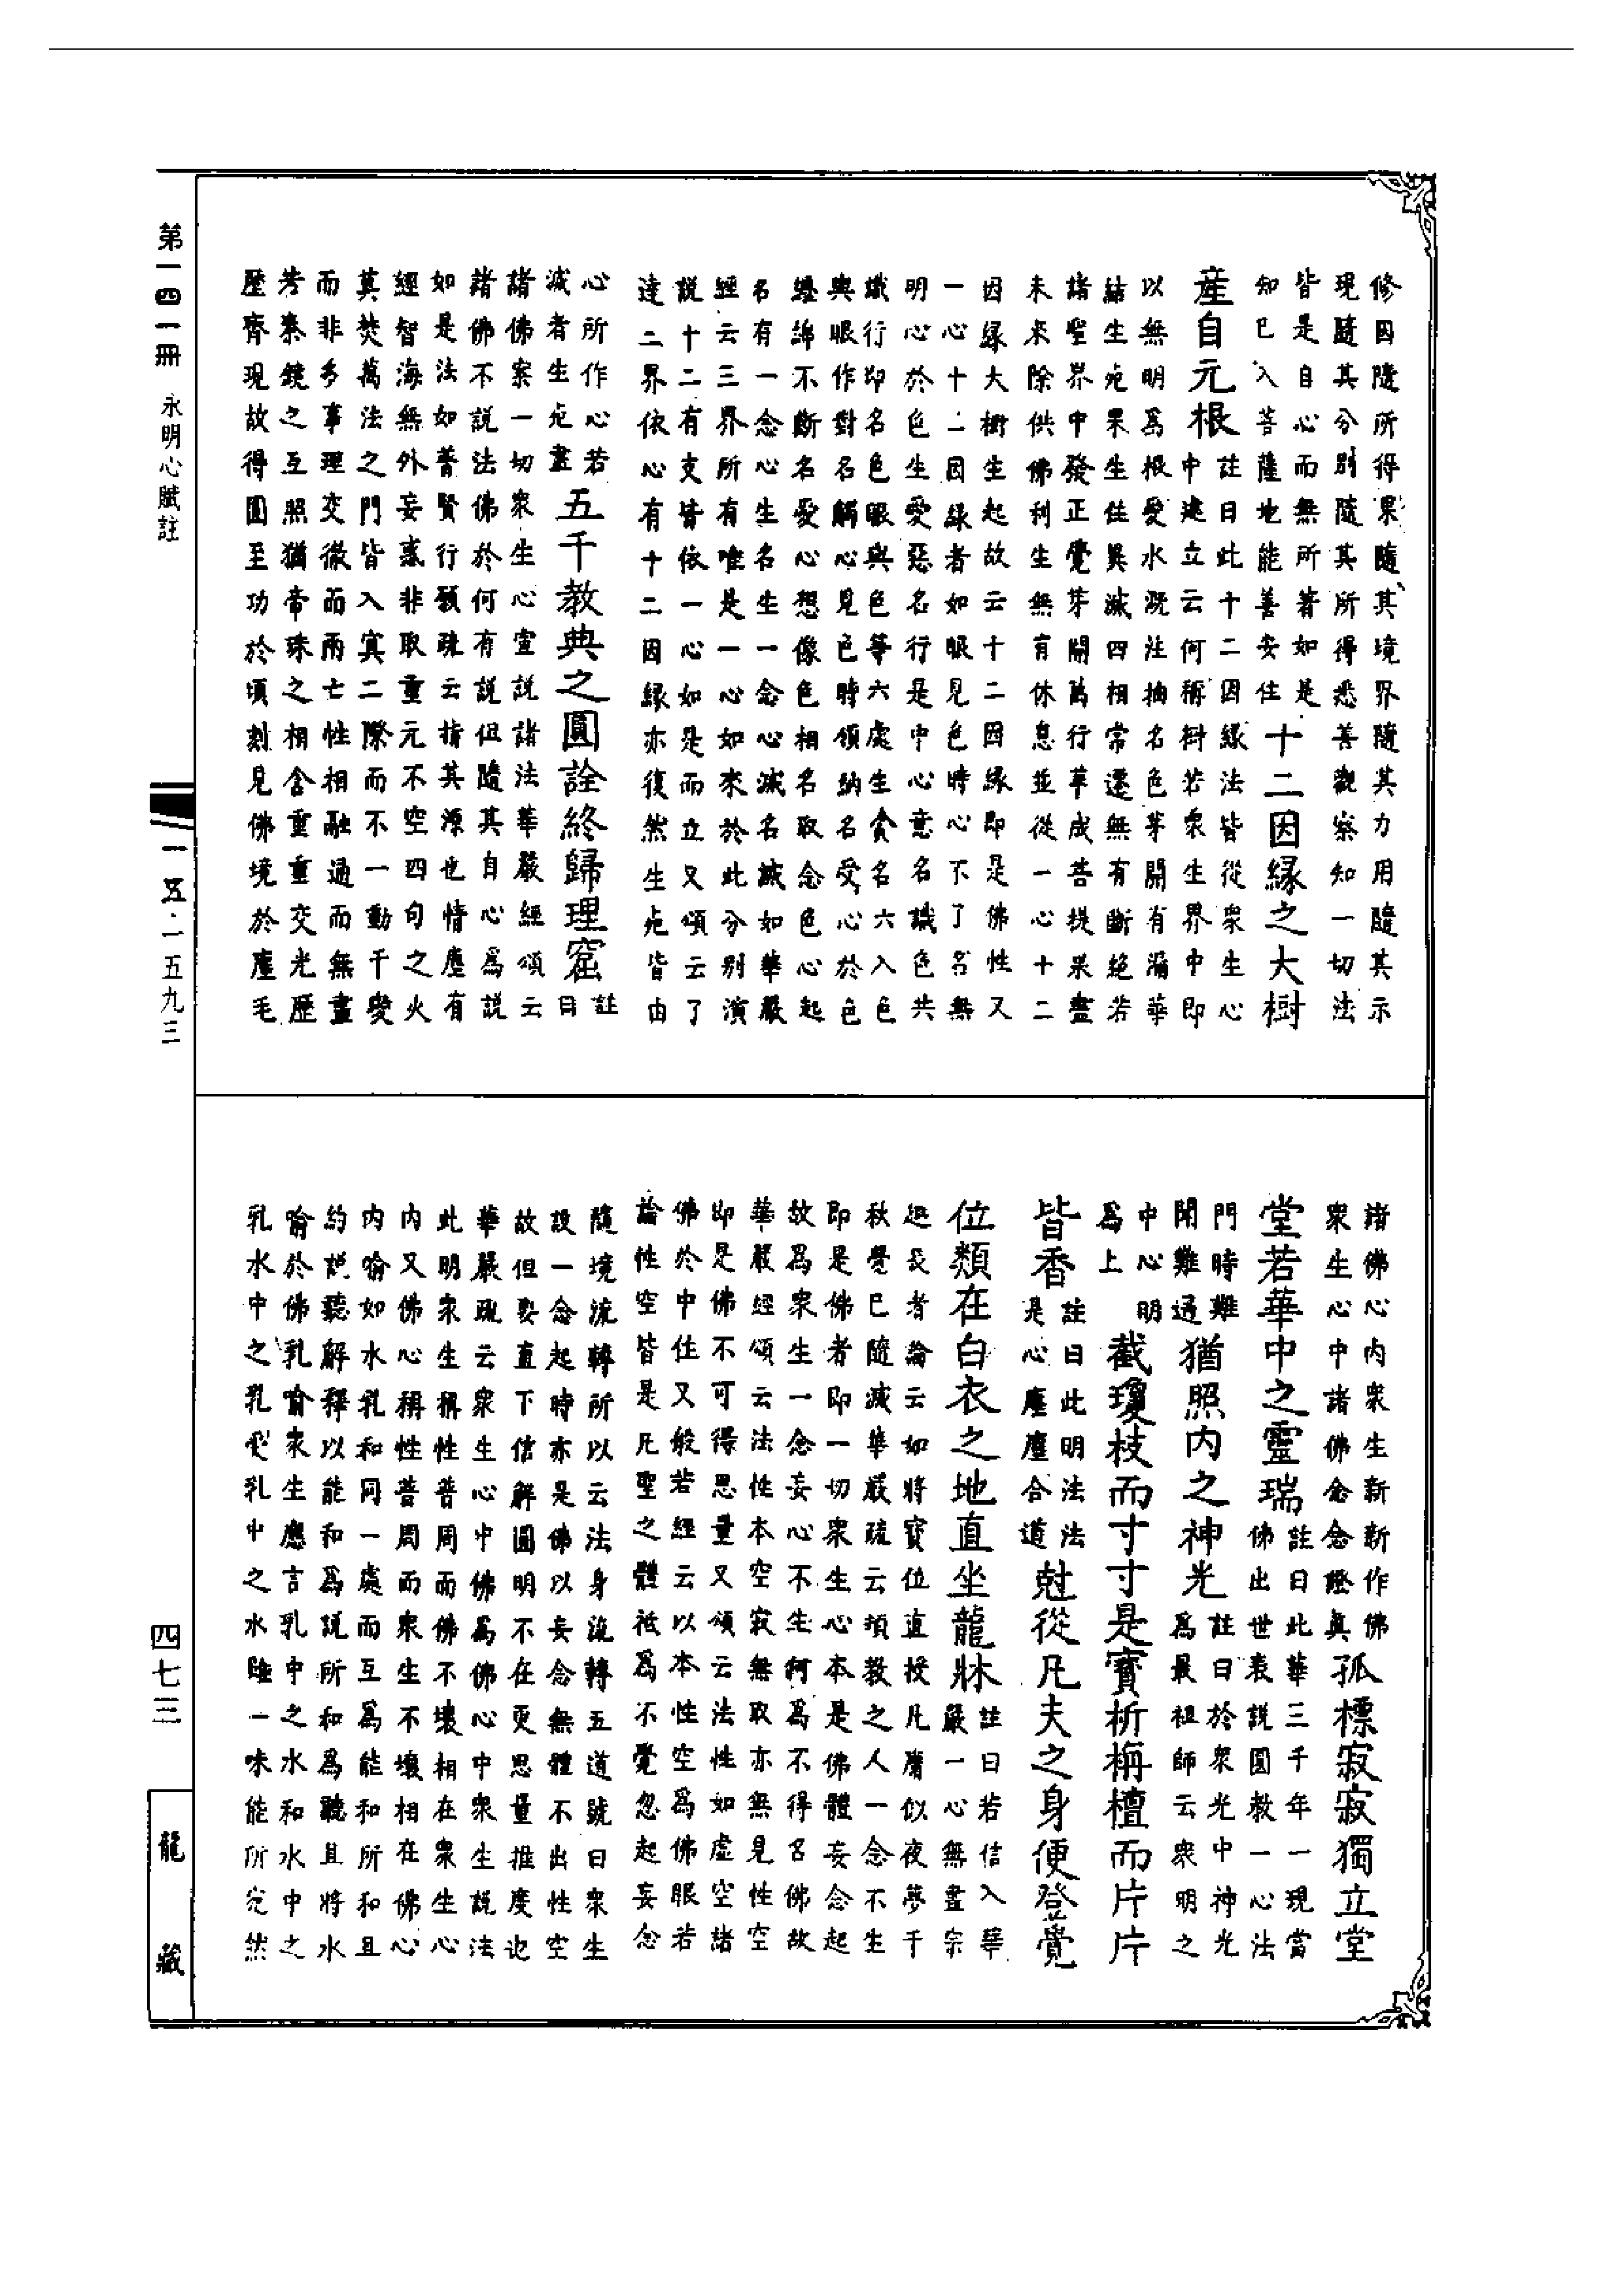 修因隨所得果隨其境界隨其力用隨其示
現隨其分別隨其所得悉善觀察知一切法
皆是自心而無所著如是
知已入菩薩地能善安住
十二因緣之大樹
產自元根
註曰此十二因緣法皆從衆生心
中建立云何稱樹若衆生界中即
以無明爲根愛水溉注抽名色芽開有漏華
結生死果生住異滅四相常遷無有斷絕若
諸聖界中發正覺芽開萬行華成菩提果盡
未來際供佛利生無有休息並從一心十二
因緣大樹生起故云十二因緣即是佛性又
一心十二因緣者如眼見色時心不了名無
明心於色生愛惡名行是中心意名識色共
識行即名色眼與色等六處生貪名六入色
與眼作對名觸心見色時領納名受心於色
纏綿不斷名愛心想像色相名取念色心起
名有一念心生名生一念心滅名滅如華嚴
經云三界所有唯是一心如來於此分別演
說十二有支皆依一心如是而立又頌云了
達三界依心有十二因緣亦復然生死皆由
心所作心若
滅者生死盡
五千教典之圓詮終歸理窟
註
曰
諸佛案一切衆生心宣說諸法華嚴經頌云
諸佛不說法佛於何有說但隨其自心爲說
如是法如普賢行願疏云指其源也情塵有
經智海無外妄惑非取重元不空四句之火
莫焚萬法之門皆入冥二際而不一動千變
而非多事理交徹而兩亡性相融通而無盡
若秦鏡之互照猶帝珠之相含重重交光歷
歷齊現故得圓至功於頃刻見佛境於塵毛
諸佛心內衆生新新作佛
衆生心中諸佛念念證真
孤標寂寂獨立堂
堂若華中之靈瑞
註曰此華三千年一現當
佛出世表說圓教一心法
門時難
聞難遇
猶照內之神光
註曰於衆光中神光
爲最祖師云衆明之
中心明
爲上
截瓊枝而寸寸是寶析栴檀而片片
皆香
註曰此明法法
是心塵塵合道
尅從凡夫之身便登覺
位類在白衣之地直坐龍牀
註曰若信入華
嚴一心無盡宗
趣長者論云如將寶位直授凡庸似夜夢千
秋覺已隨滅華嚴疏云頓教之人一念不生
即是佛者即一切衆生心本是佛體妄念起
故爲衆生一念妄心不生何爲不得名佛故
華嚴經頌云法性本空寂無取亦無見性空
即是佛不可得思量又頌云法性如虛空諸
佛於中住又般若經云以本性空爲佛眼若
論性空皆是凡聖之體祇爲不覺忽起妄念
隨境流轉所以云法身流轉五道號曰衆生
設一念起時亦是佛以妄念無體不出性空
故但要直下信解圓明不在更思量推度也
華嚴疏云衆生心中佛爲佛心中衆生說法
此明衆生稱性普周而佛不壞相在衆生心
內又佛心稱性普周而衆生不壞相在佛心
內喻如水乳和同一處而互爲能和所和且
約說聽解釋以能和爲說所和爲聽且將水
喻於佛乳喻衆生應言乳中之水和水中之
乳水中之乳受乳中之水雖一味能所宛然
第一四一冊　永明心賦註
一五·一五九三
四七三
龍藏